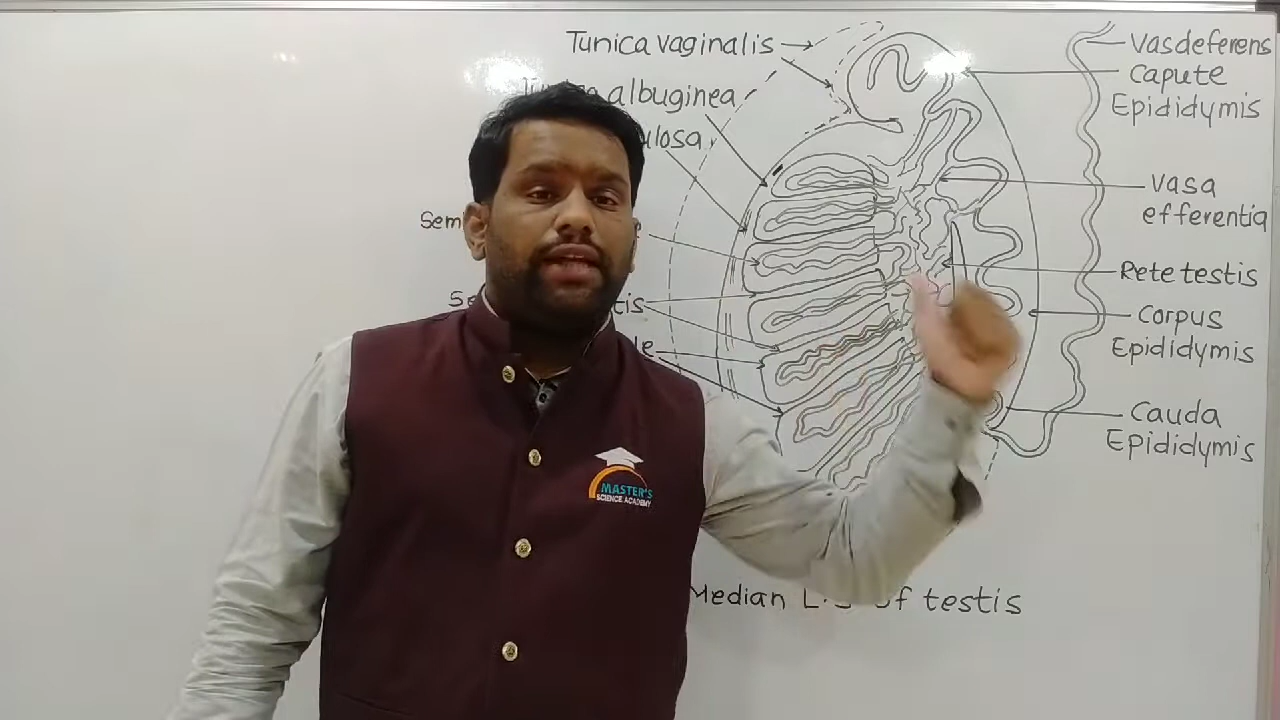 Tunica vaginalis
albuginea
ulosa
Sem
Se
tis
le
Vasdeferens
Capute
Epididymis
Vasa
efferentia
Rete testis
Corpus
Epididymis
Cauda
Epididymis
MASTER'S
SCIENCE ACADEMY
Median L.S of testis